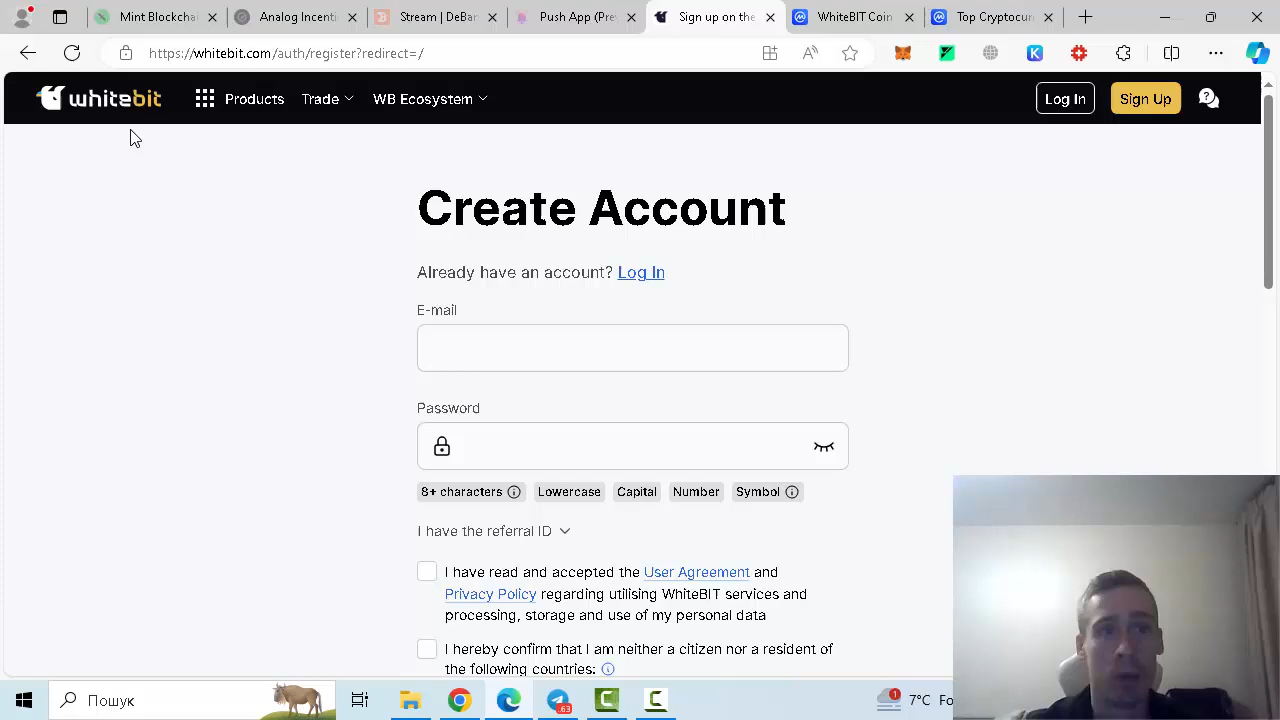 Mint Blockcha
Analog Incenti
Stream | DeBan
Push App (Pre
Sign up on the
WhiteBIT Coin
Top Cryptocur
https://whitebit.com/auth/register?redirect=/
whitebit
Products
Trade
WB Ecosystem
Log In
Sign Up
Create Account
Already have an account? Log In
E-mail
Password
8+ characters
Lowercase
Capital
Number
Symbol
I have the referral ID
I have read and accepted the User Agreement and
Privacy Policy regarding utilising WhiteBIT services and
processing, storage and use of my personal data
I hereby confirm that I am neither a citizen nor a resident of
the following countries:
Пошук
.63
1
7°C